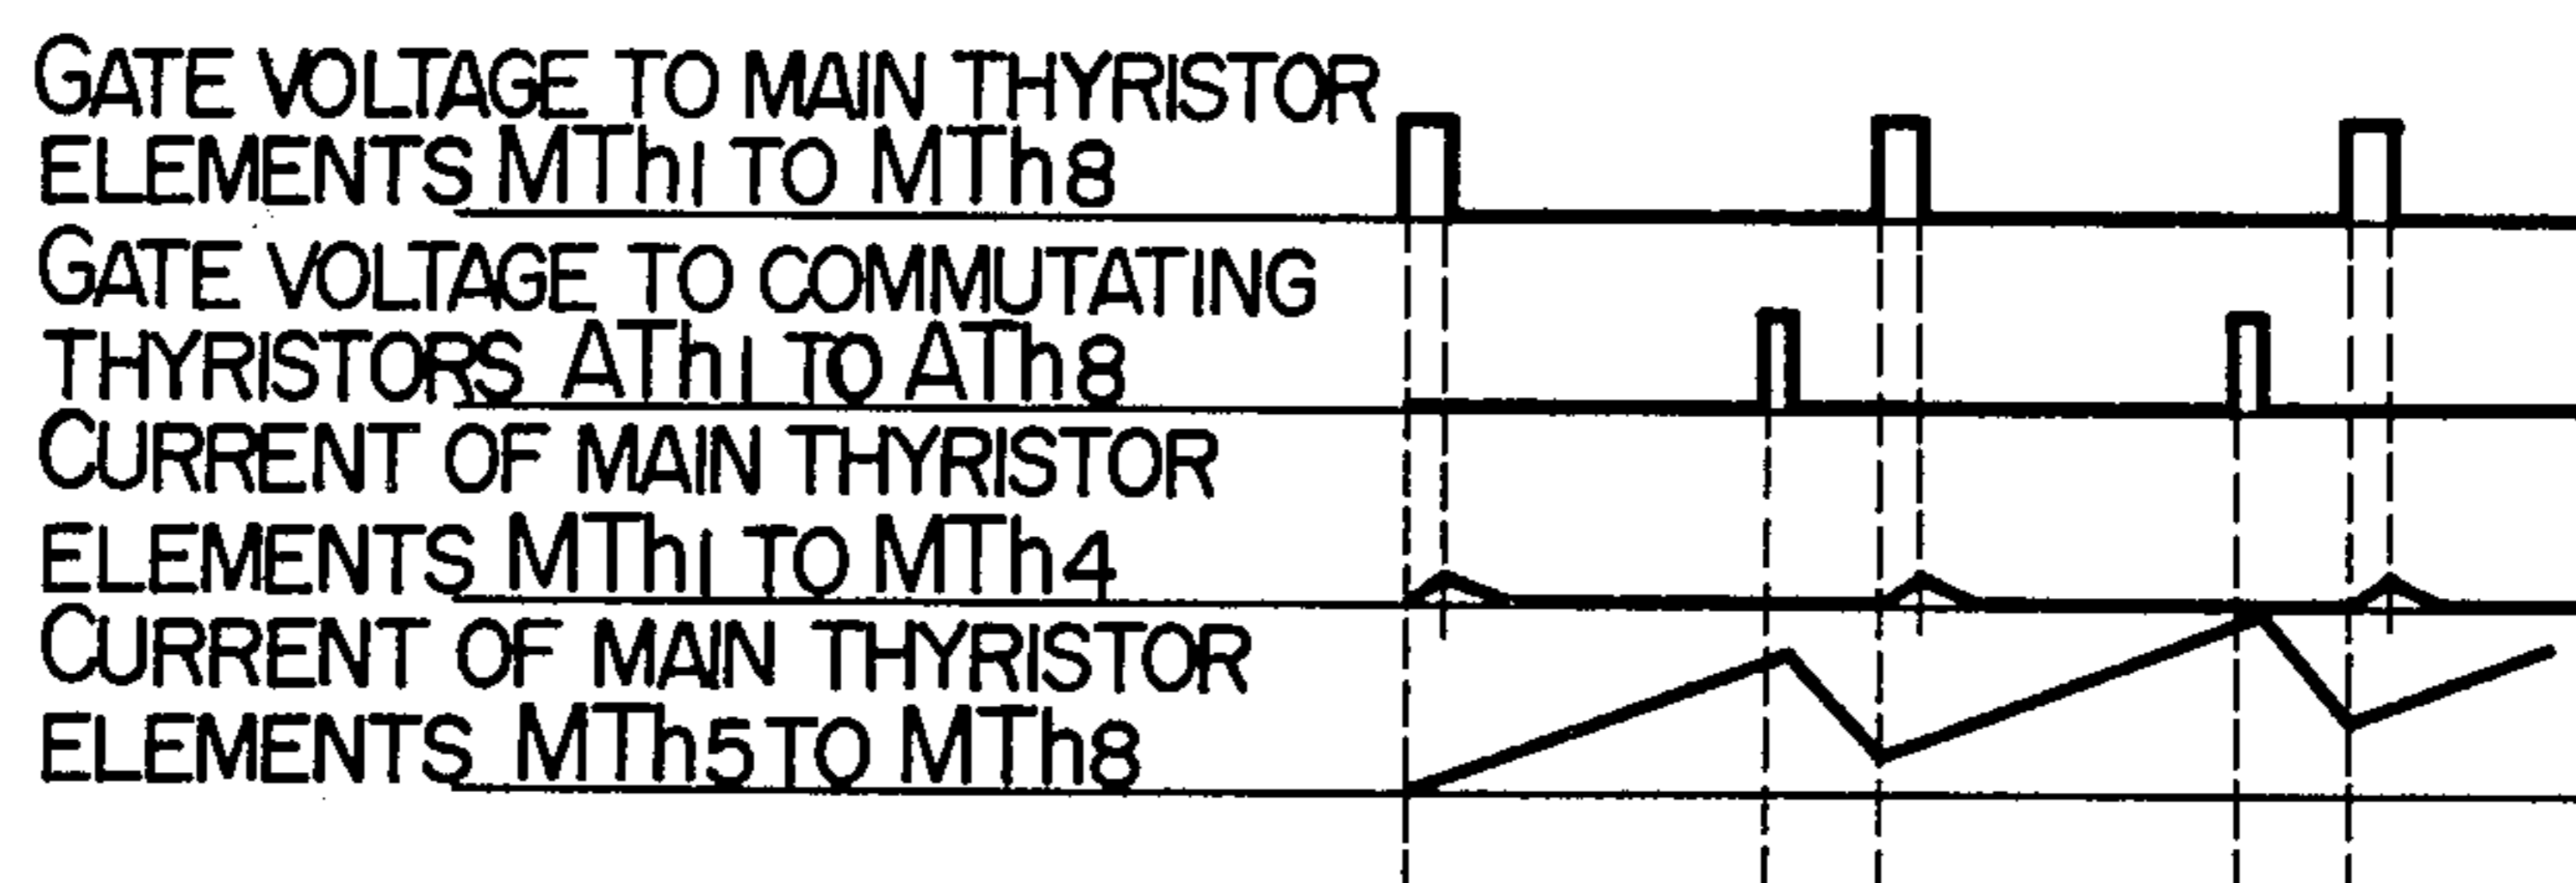 GATE VOLTAGE TO MAIN THYRISTOR
ELEMENTS MTh1 TO MTh8
GATE VOLTAGE TO COMMUTATING
THYRISTORS ATh1 TO ATh8
CURRENT OF MAIN THYRISTOR
ELEMENTS MTh1 TO MTh4
CURRENT OF MAIN THYRISTOR
ELEMENTS MTh5 TO MTh8